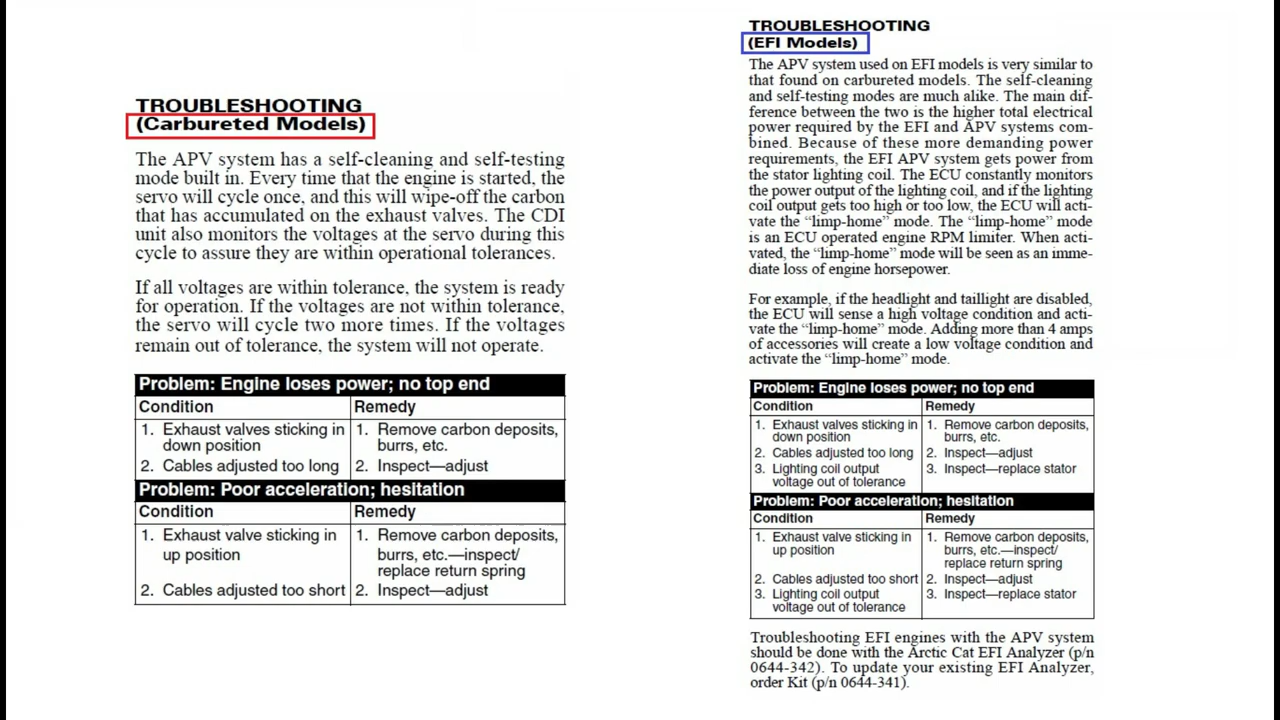 TROUBLESHOOTING
(Carbureted Models)
The APV system has a self-cleaning and self-testing
mode built in. Every time that the engine is started, the
servo will cycle once, and this will wipe-off the carbon
that has accumulated on the exhaust valves. The CDI
unit also monitors the voltages at the servo during this
cycle to assure they are within operational tolerances.
If all voltages are within tolerance, the system is ready
for operation. If the voltages are not within tolerance,
the servo will cycle two more times. If the voltages
remain out of tolerance, the system will not operate.
Problem: Engine loses power; no top end
Condition Remedy
1. Exhaust valves sticking in 1. Remove carbon deposits,
down position burrs, etc.
2. Cables adjusted too long 2. Inspect—adjust
Problem: Poor acceleration; hesitation
Condition Remedy
1. Exhaust valve sticking in 1. Remove carbon deposits,
up position burrs, etc.—inspect/
replace return spring
2. Cables adjusted too short 2. Inspect—adjust
TROUBLESHOOTING
(EFI Models)
The APV system used on EFI models is very similar to
that found on carbureted models. The self-cleaning
and self-testing modes are much alike. The main dif-
ference between the two is the higher total electrical
power required by the EFI and APV systems com-
bined. Because of these more demanding power
requirements, the EFI APV system gets power from
the stator lighting coil. The ECU constantly monitors
the power output of the lighting coil, and if the lighting
coil output gets too high or too low, the ECU will acti-
vate the “limp-home” mode. The “limp-home” mode
is an ECU operated engine RPM limiter. When acti-
vated, the “limp-home” mode will be seen as an imme-
diate loss of engine horsepower.
For example, if the headlight and taillight are disabled,
the ECU will sense a high voltage condition and acti-
vate the “limp-home” mode. Adding more than 4 amps
of accessories will create a low voltage condition and
activate the “limp-home” mode.
Problem: Engine loses power; no top end
Condition Remedy
1. Exhaust valves sticking in 1. Remove carbon deposits,
down position burrs, etc.
2. Cables adjusted too long 2. Inspect—adjust
3. Lighting coil output 3. Inspect—replace stator
voltage out of tolerance
Problem: Poor acceleration; hesitation
Condition Remedy
1. Exhaust valve sticking in 1. Remove carbon deposits,
up position burrs, etc.—inspect/
replace return spring
2. Cables adjusted too short 2. Inspect—adjust
3. Lighting coil output 3. Inspect—replace stator
voltage out of tolerance
Troubleshooting EFI engines with the APV system
should be done with the Arctic Cat EFI Analyzer (p/n
0644-342). To update your existing EFI Analyzer,
order Kit (p/n 0644-341).